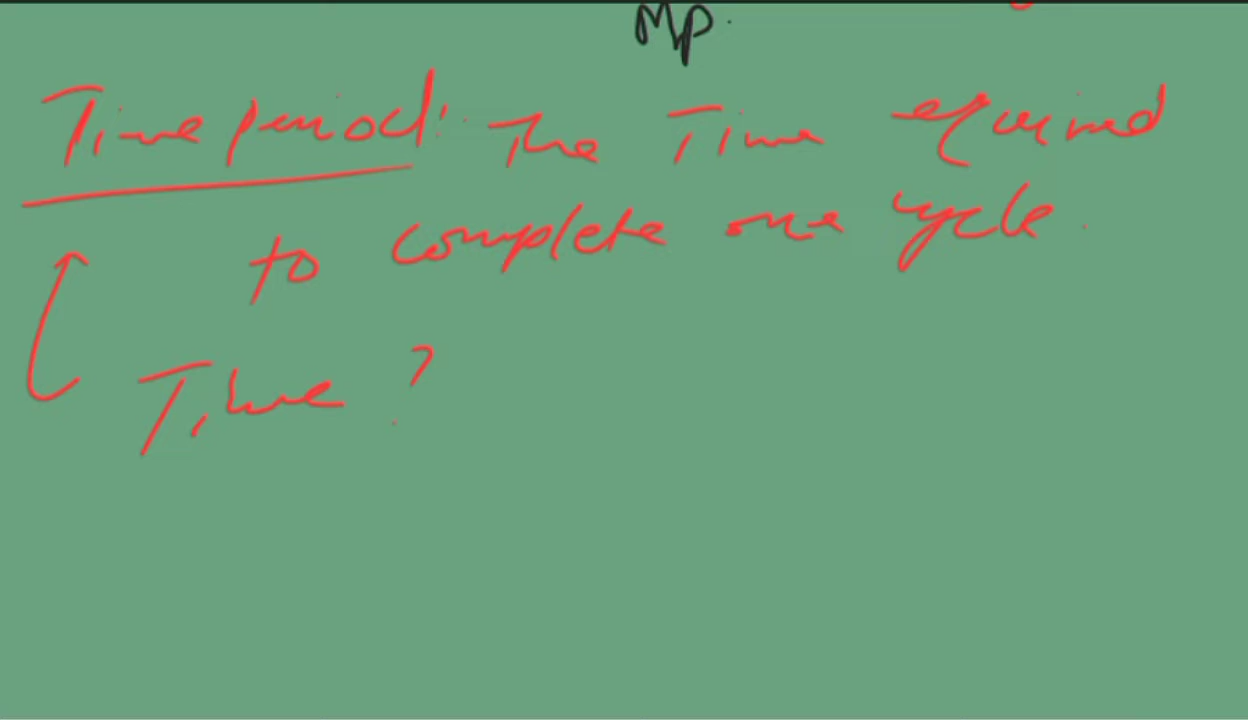 Mp.
Time period: The Time required
to complete one cycle.
Time?